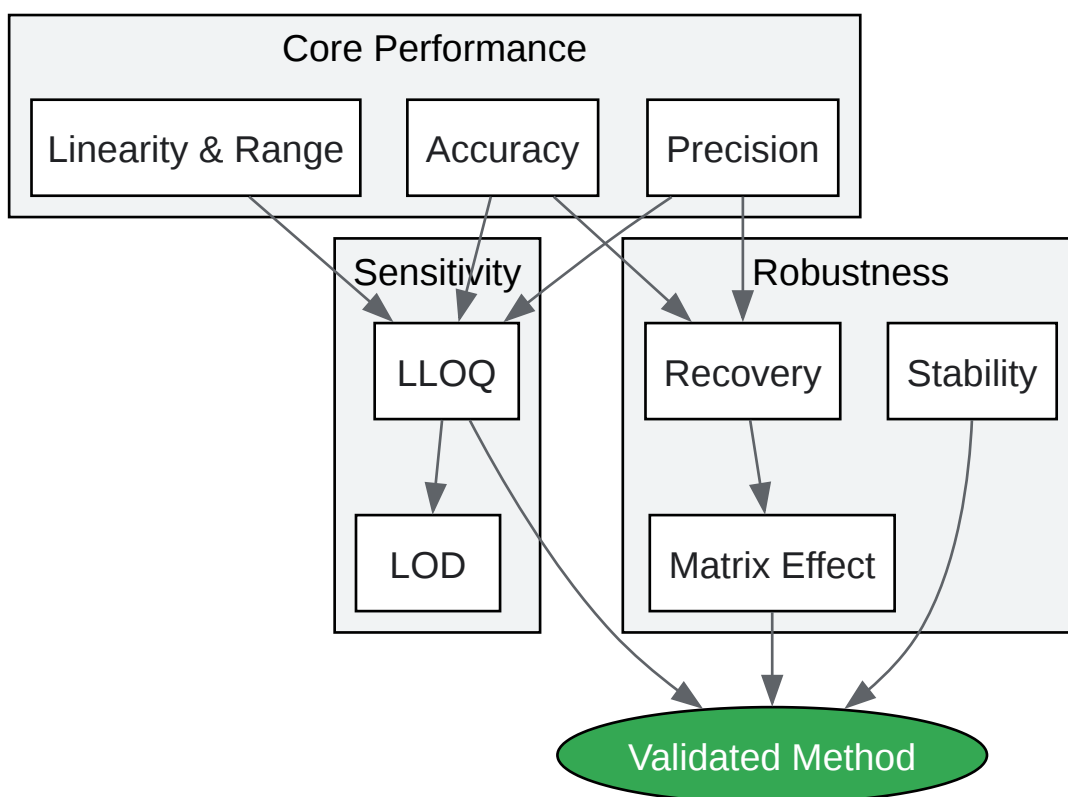 Core Performance
Linearity & Range
Accuracy
Precision
Sensitivity
Robustness
LLOQ
Recovery
Stability
LOD
Matrix Effect
Validated Method